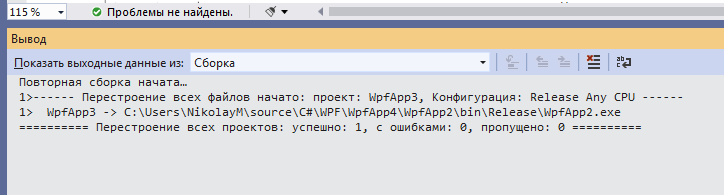 115 % Проблемы не найдены.
Вывод
Показать выходные данные из: Сборка
Повторная сборка начата…
1>------ Перестроение всех файлов начато: проект: WpfApp3, Конфигурация: Release Any CPU ------
1>  WpfApp3 -> C:\Users\NikolayM\source\C#\WPF\WpfApp4\WpfApp2\bin\Release\WpfApp2.exe
========== Перестроение всех проектов: успешно: 1, с ошибками: 0, пропущено: 0 ==========